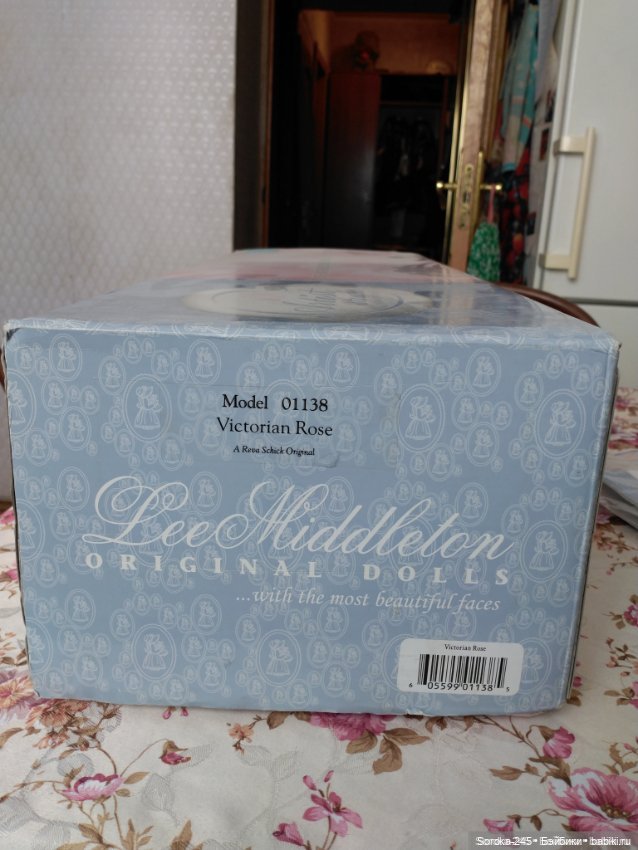 Model 01138
Victorian Rose
A Reva Schick Original
Lee Middleton
ORIGINAL DOLLS
...with the most beautiful faces
Victorian Rose
6 05599 01138 5
Soroka-245 • Бэйбики • babiki.ru